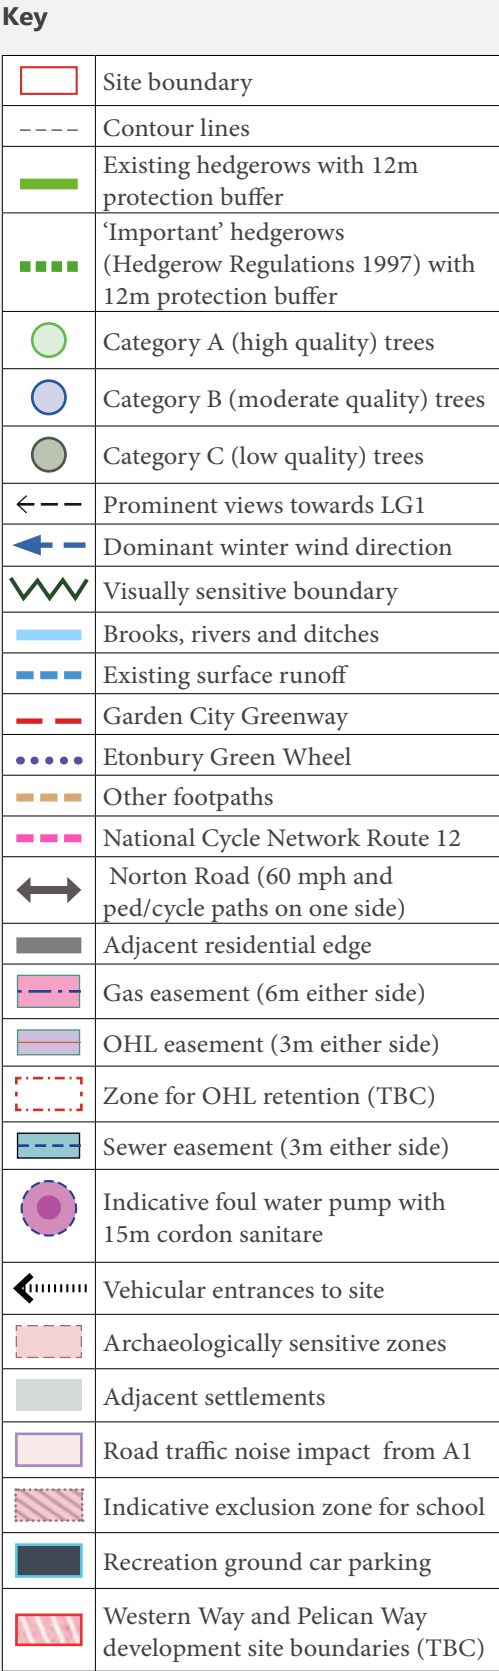 Key
Site boundary
Contour lines
Existing hedgerows with 12m
protection buffer
‘Important’ hedgerows
(Hedgerow Regulations 1997) with
12m protection buffer
Category A (high quality) trees
Category B (moderate quality) trees
Category C (low quality) trees
Prominent views towards LG1
Dominant winter wind direction
Visually sensitive boundary
Brooks, rivers and ditches
Existing surface runoff
Garden City Greenway
Etonbury Green Wheel
Other footpaths
National Cycle Network Route 12
Norton Road (60 mph and
ped/cycle paths on one side)
Adjacent residential edge
Gas easement (6m either side)
OHL easement (3m either side)
Zone for OHL retention (TBC)
Sewer easement (3m either side)
Indicative foul water pump with
15m cordon sanitare
Vehicular entrances to site
Archaeologically sensitive zones
Adjacent settlements
Road traffic noise impact from A1
Indicative exclusion zone for school
Recreation ground car parking
Western Way and Pelican Way
development site boundaries (TBC)